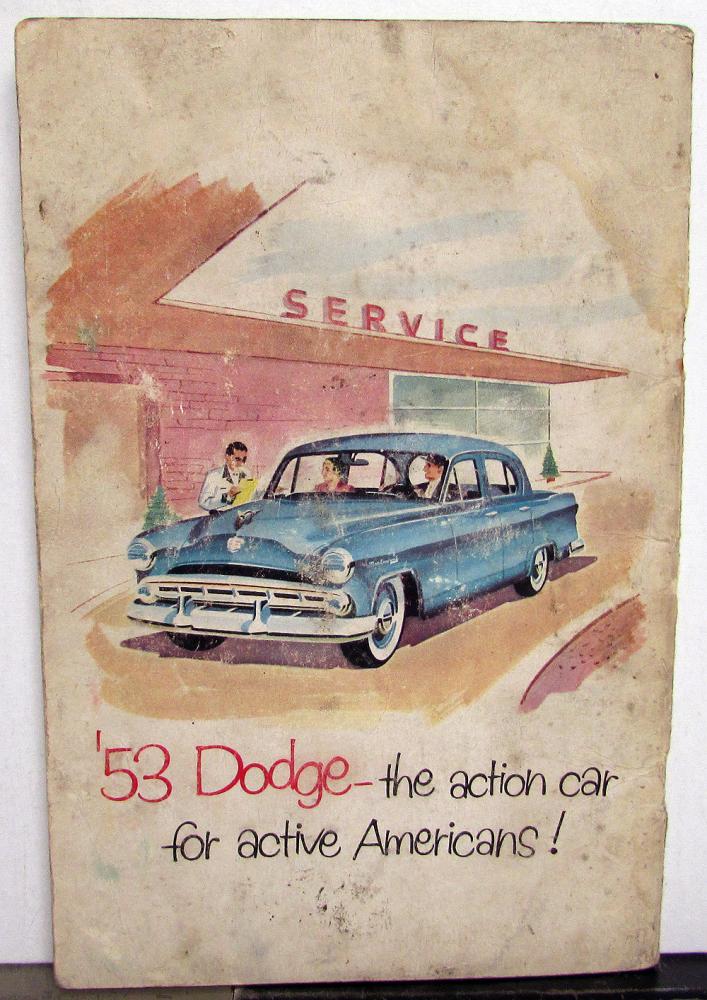 SERVICE
'53 Dodge - the action car
for active Americans!